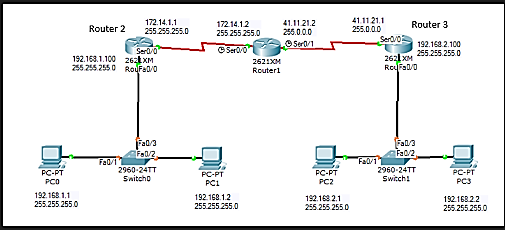 Router 2
172.14.1.1
255.255.255.0
172.14.1.2
255.255.255.0
41.11.21.2
255.0.0.0
41.11.21.1
255.0.0.0
Router 3
192.168.1.100
255.255.255.0
Ser0/0
2621XM
Fa0/0
Ser0/0
2621XM
Router1
Ser0/1
Ser0/0
Fa0/0
192.168.2.100
255.255.255.0
Fa0/3
Fa0/2
Fa0/1
2960-24TT
Switch0
PC-PT
PC0
PC-PT
PC1
192.168.1.1
255.255.255.0
192.168.1.2
255.255.255.0
Fa0/3
Fa0/2
Fa0/1
2960-24TT
Switch1
PC-PT
PC2
PC-PT
PC3
192.168.2.1
255.255.255.0
192.168.2.2
255.255.255.0